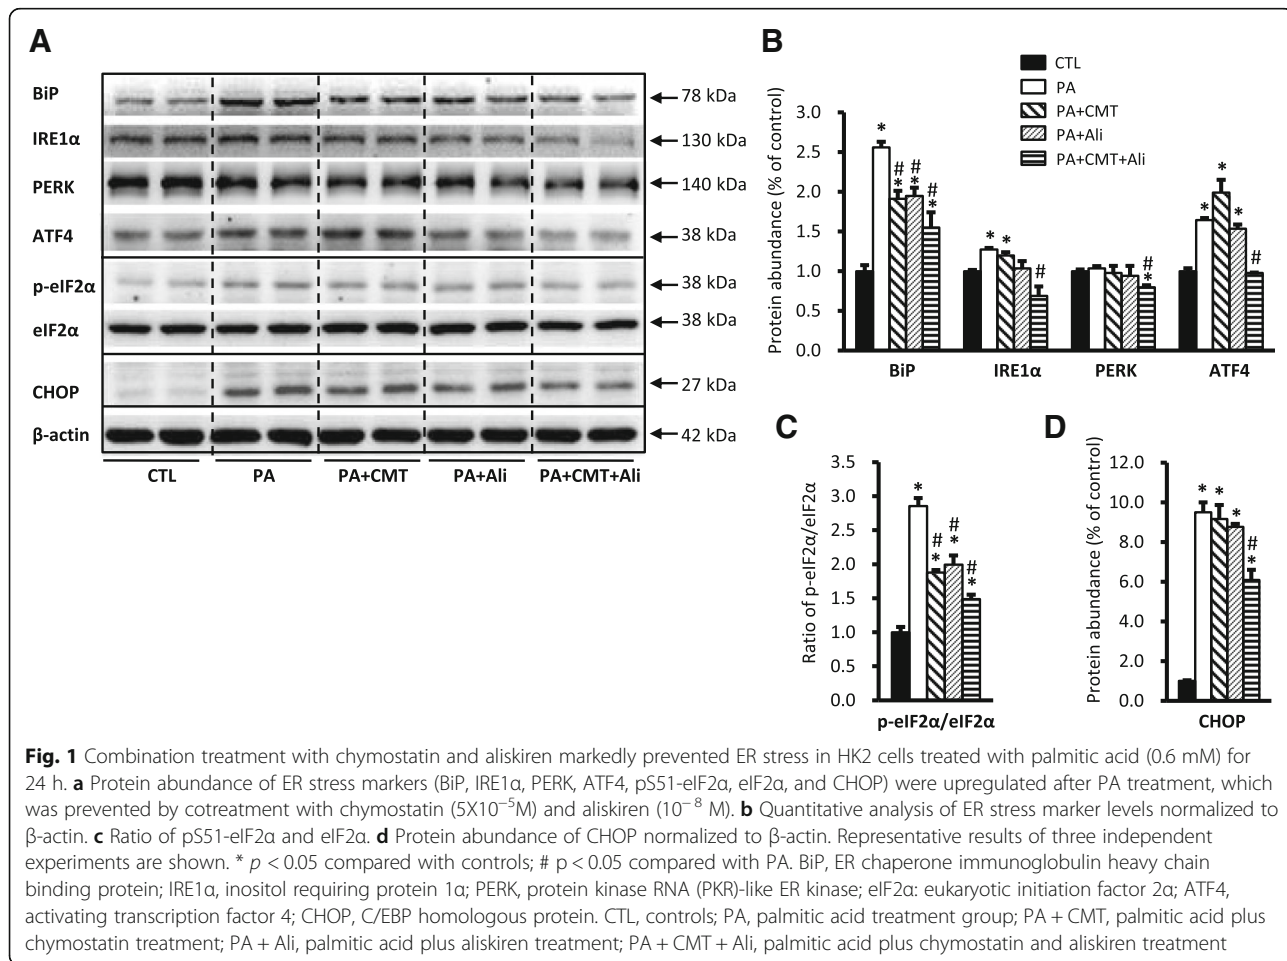 A
BiP
78 kDa
IRE1α
130 kDa
PERK
140 kDa
ATF4
38 kDa
p-eIF2α
38 kDa
eIF2α
38 kDa
CHOP
27 kDa
β-actin
42 kDa
CTL PA PA+CMT PA+Ali PA+CMT+Ali
B
CTL
PA
PA+CMT
PA+Ali
PA+CMT+Ali
Protein abundance (% of control)
3.0
2.5
2.0
1.5
1.0
0.5
0.0
* # * # * # *
* * #
# *
* * * #
BiP IRE1α PERK ATF4
C
Ratio of p-eIF2α/eIF2α
3.5
3.0
2.5
2.0
1.5
1.0
0.5
0.0
* # * # * # *
p-eIF2α/eIF2α
D
Protein abundance (% of control)
12.0
10.0
8.0
6.0
4.0
2.0
0.0
* * * # *
CHOP
Fig. 1 Combination treatment with chymostatin and aliskiren markedly prevented ER stress in HK2 cells treated with palmitic acid (0.6 mM) for
24 h. a Protein abundance of ER stress markers (BiP, IRE1α, PERK, ATF4, pS51-eIF2α, eIF2α, and CHOP) were upregulated after PA treatment, which
was prevented by cotreatment with chymostatin (5X10⁻⁵M) and aliskiren (10⁻⁸ M). b Quantitative analysis of ER stress marker levels normalized to
β-actin. c Ratio of pS51-eIF2α and eIF2α. d Protein abundance of CHOP normalized to β-actin. Representative results of three independent
experiments are shown. * p < 0.05 compared with controls; # p < 0.05 compared with PA. BiP, ER chaperone immunoglobulin heavy chain
binding protein; IRE1α, inositol requiring protein 1α; PERK, protein kinase RNA (PKR)-like ER kinase; eIF2α: eukaryotic initiation factor 2α; ATF4,
activating transcription factor 4; CHOP, C/EBP homologous protein. CTL, controls; PA, palmitic acid treatment group; PA + CMT, palmitic acid plus
chymostatin treatment; PA + Ali, palmitic acid plus aliskiren treatment; PA + CMT + Ali, palmitic acid plus chymostatin and aliskiren treatment